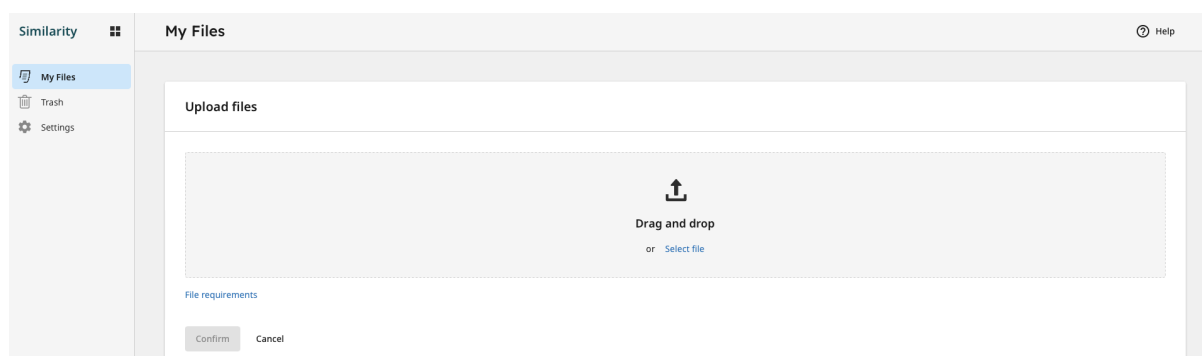 Similarity
My Files
Help
My Files
Trash
Settings
Upload files
Drag and drop
or Select file
File requirements
Confirm Cancel